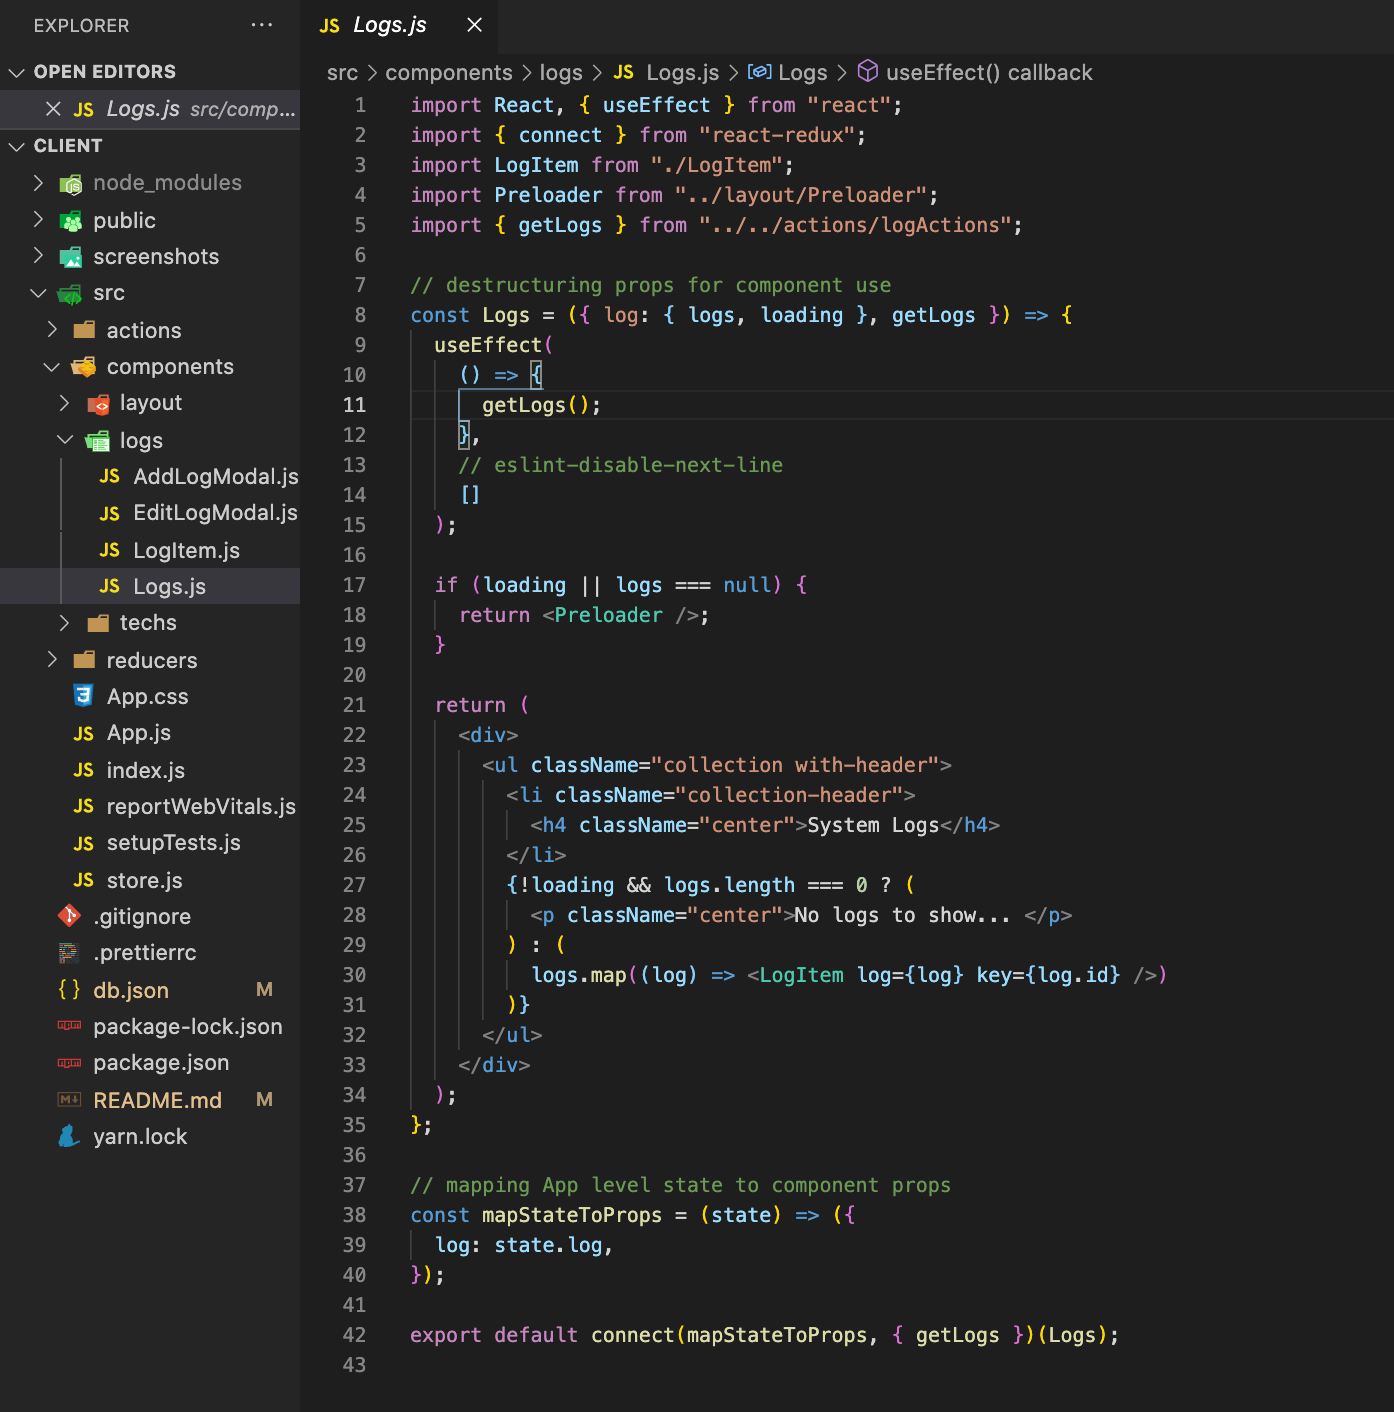 EXPLORER ...
OPEN EDITORS
JS Logs.js src/comp...
CLIENT
node_modules
public
screenshots
src
actions
components
layout
logs
JS AddLogModal.js
JS EditLogModal.js
JS LogItem.js
JS Logs.js
techs
reducers
App.css
JS App.js
JS index.js
JS reportWebVitals.js
JS setupTests.js
JS store.js
.gitignore
.prettierrc
{} db.json M
package-lock.json
package.json
README.md M
yarn.lock
JS Logs.js
src > components > logs > JS Logs.js > Logs > useEffect() callback
1 import React, { useEffect } from "react";
2 import { connect } from "react-redux";
3 import LogItem from "./LogItem";
4 import Preloader from "../layout/Preloader";
5 import { getLogs } from "../../actions/logActions";
6
7 // destructuring props for component use
8 const Logs = ({ log: { logs, loading }, getLogs }) => {
9 useEffect(
10 () => {
11 getLogs();
12 },
13 // eslint-disable-next-line
14 []
15 );
16
17 if (loading || logs === null) {
18 return <Preloader />;
19 }
20
21 return (
22 <div>
23 <ul className="collection with-header">
24 <li className="collection-header">
25 <h4 className="center">System Logs</h4>
26 </li>
27 {!loading && logs.length === 0 ? (
28 <p className="center">No logs to show... </p>
29 ) : (
30 logs.map((log) => <LogItem log={log} key={log.id} />)
31 )}
32 </ul>
33 </div>
34 );
35 };
36
37 // mapping App level state to component props
38 const mapStateToProps = (state) => ({
39 log: state.log,
40 });
41
42 export default connect(mapStateToProps, { getLogs })(Logs);
43